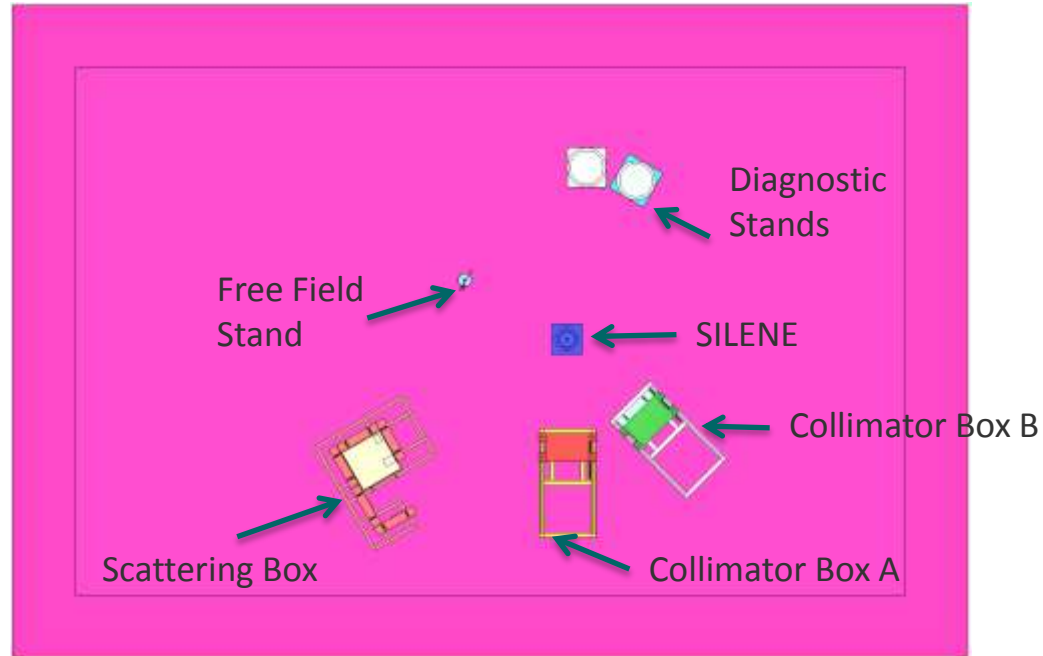 Diagnostic
Stands
Free Field
Stand
SILENE
Collimator Box B
Scattering Box
Collimator Box A